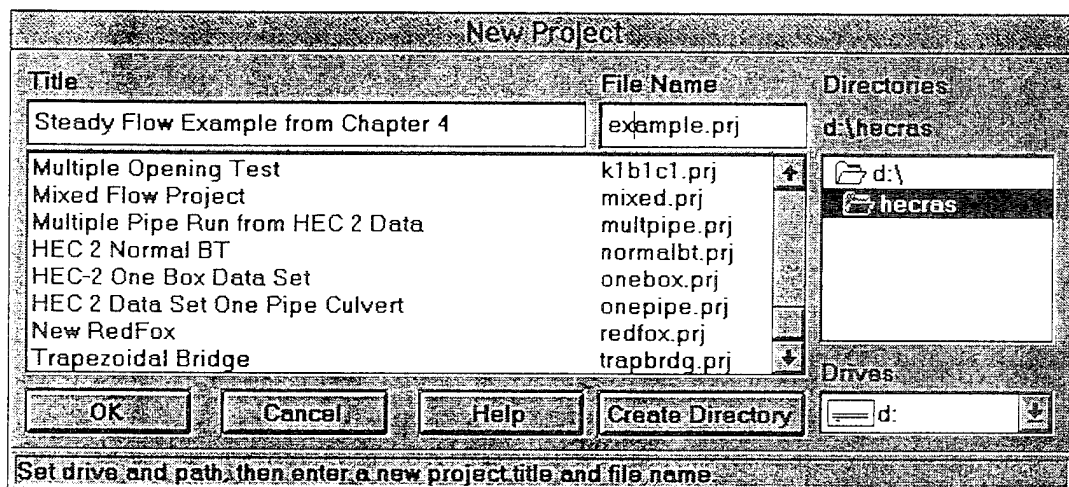 New Project
Title
File Name
Directories
Steady Flow Example from Chapter 4
example.prj
d:\hecras
Multiple Opening Test k1b1c1.prj
Mixed Flow Project mixed.prj
Multiple Pipe Run from HEC 2 Data multpipe.prj
HEC 2 Normal BT normalbt.prj
HEC-2 One Box Data Set onebox.prj
HEC 2 Data Set One Pipe Culvert onepipe.prj
New RedFox redfox.prj
Trapezoidal Bridge trapbrdg.prj
d:\
hecras
Drives
d:
OK
Cancel
Help
Create Directory
Set drive and path, then enter a new project title and file name.